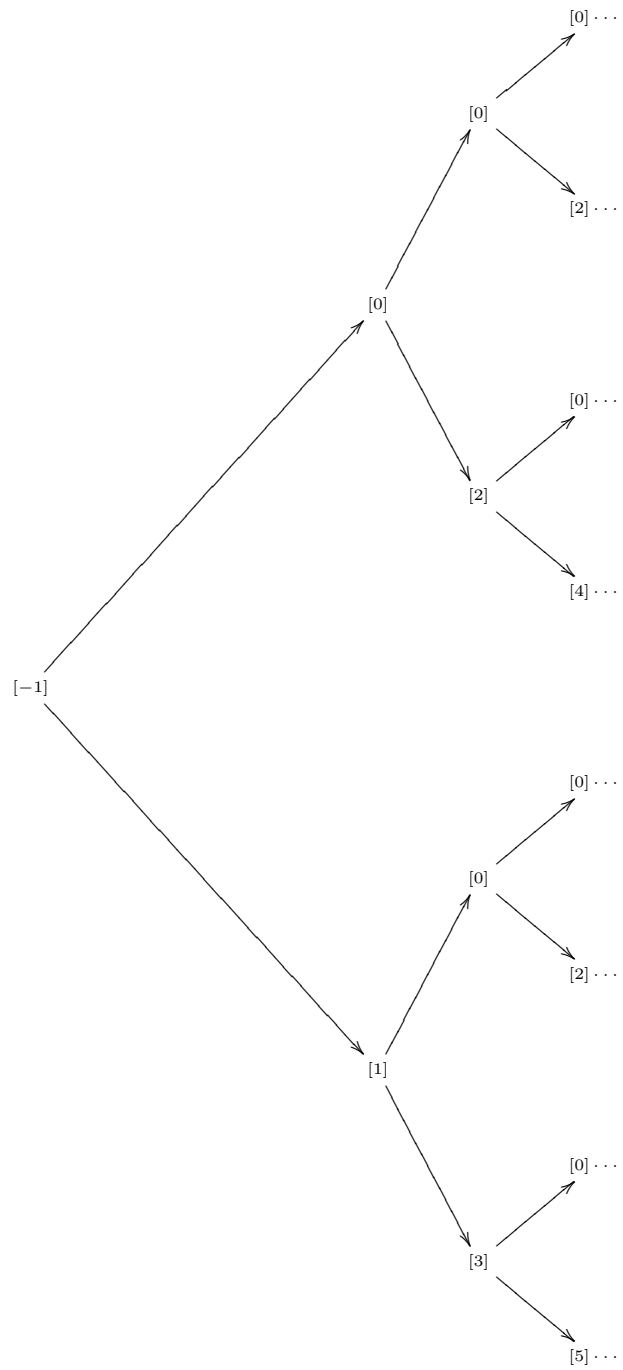 [0] · · ·
[0]
[2] · · ·
[0]
[0] · · ·
[2]
[4] · · ·
[−1]
[0] · · ·
[0]
[2] · · ·
[1]
[0] · · ·
[3]
[5] · · ·